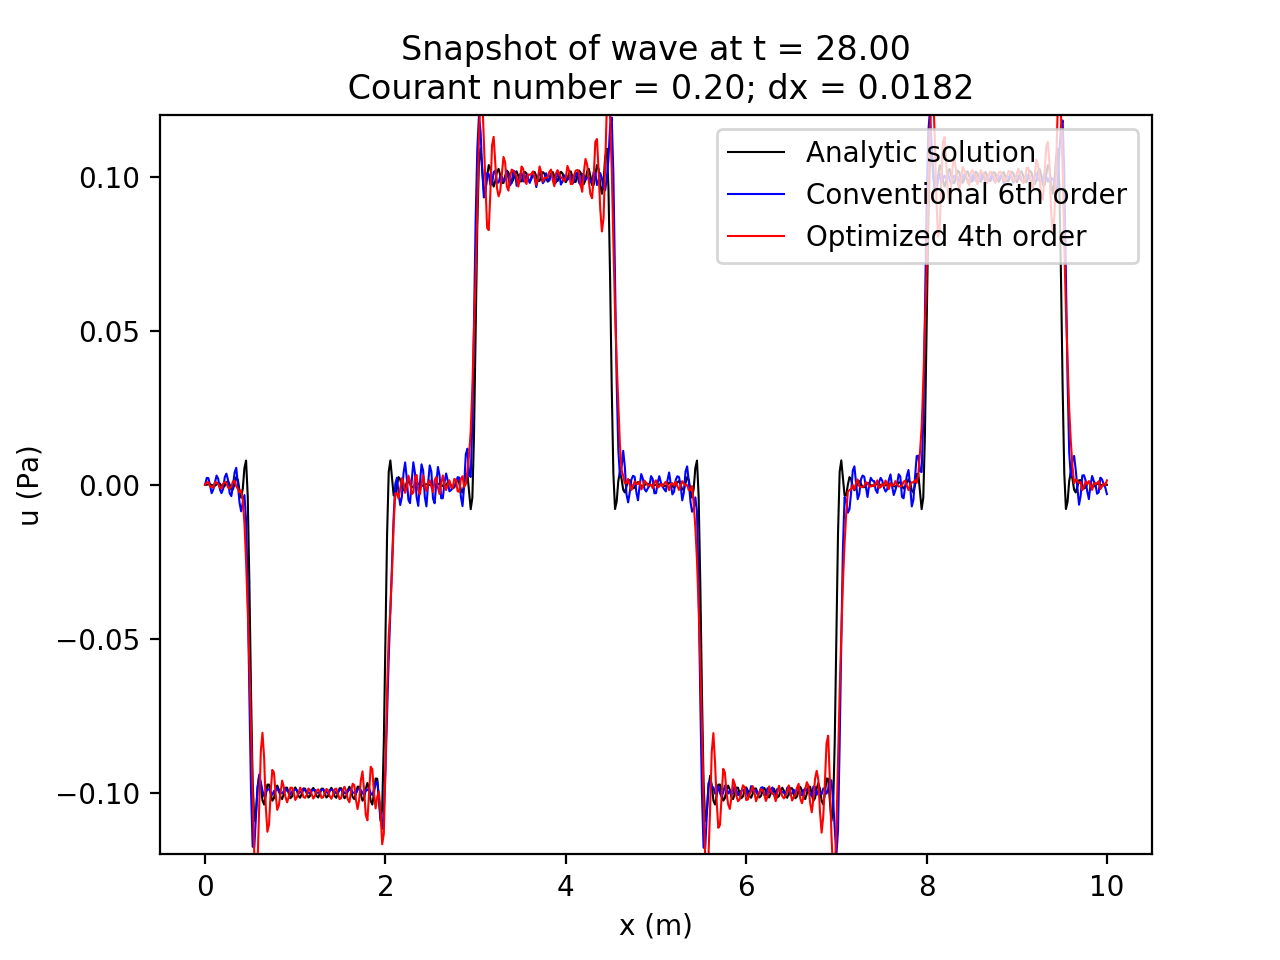 Snapshot of wave at t = 28.00
Courant number = 0.20; dx = 0.0182
Analytic solution
Conventional 6th order
Optimized 4th order
0.10
0.05
0.00
−0.05
−0.10
u (Pa)
0 2 4 6 8 10
x (m)